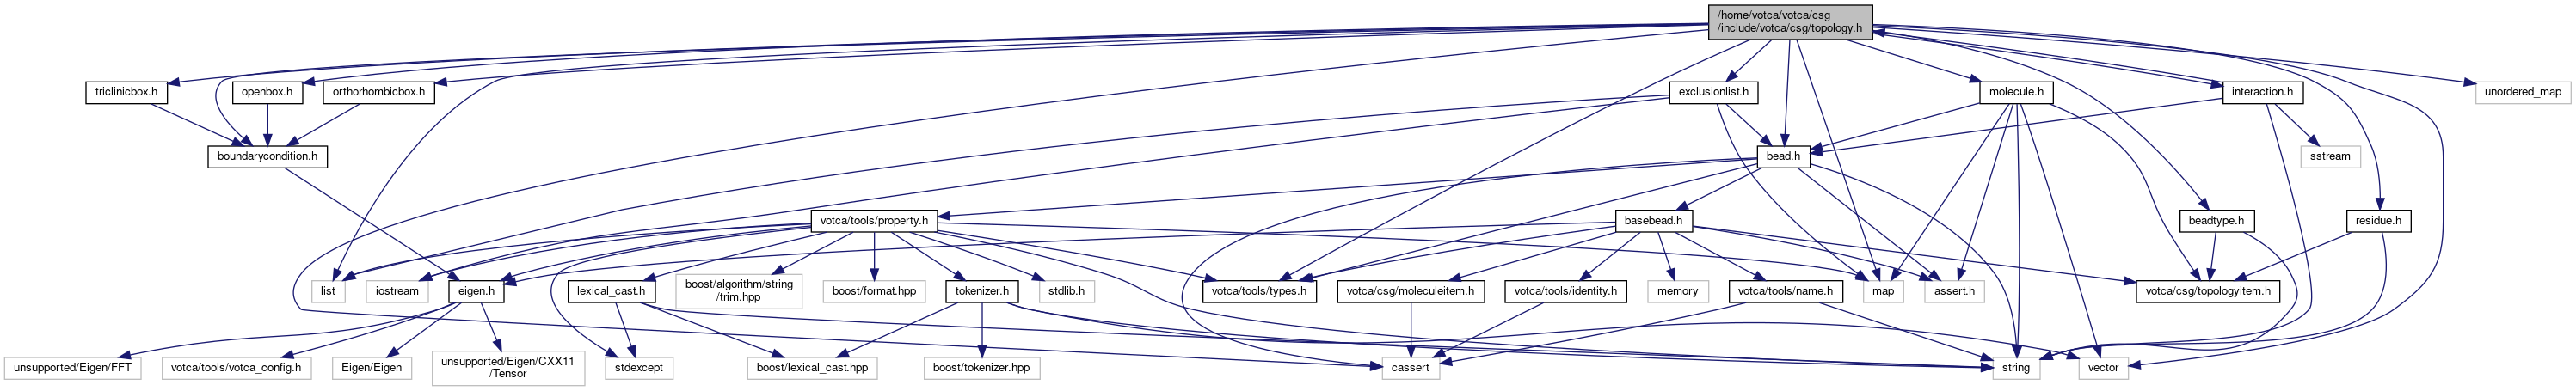 /home/votca/votca/csg
/include/votca/csg/topology.h
triclinicbox.h
openbox.h
orthorhombicbox.h
exclusionlist.h
molecule.h
interaction.h
unordered_map
boundarycondition.h
bead.h
sstream
votca/tools/property.h
basebead.h
beadtype.h
residue.h
list
iostream
eigen.h
lexical_cast.h
boost/algorithm/string
/trim.hpp
boost/format.hpp
tokenizer.h
stdlib.h
votca/tools/types.h
votca/csg/moleculeitem.h
votca/tools/identity.h
memory
votca/tools/name.h
map
assert.h
votca/csg/topologyitem.h
unsupported/Eigen/FFT
votca/tools/votca_config.h
Eigen/Eigen
unsupported/Eigen/CXX11
/Tensor
stdexcept
boost/lexical_cast.hpp
boost/tokenizer.hpp
cassert
string
vector